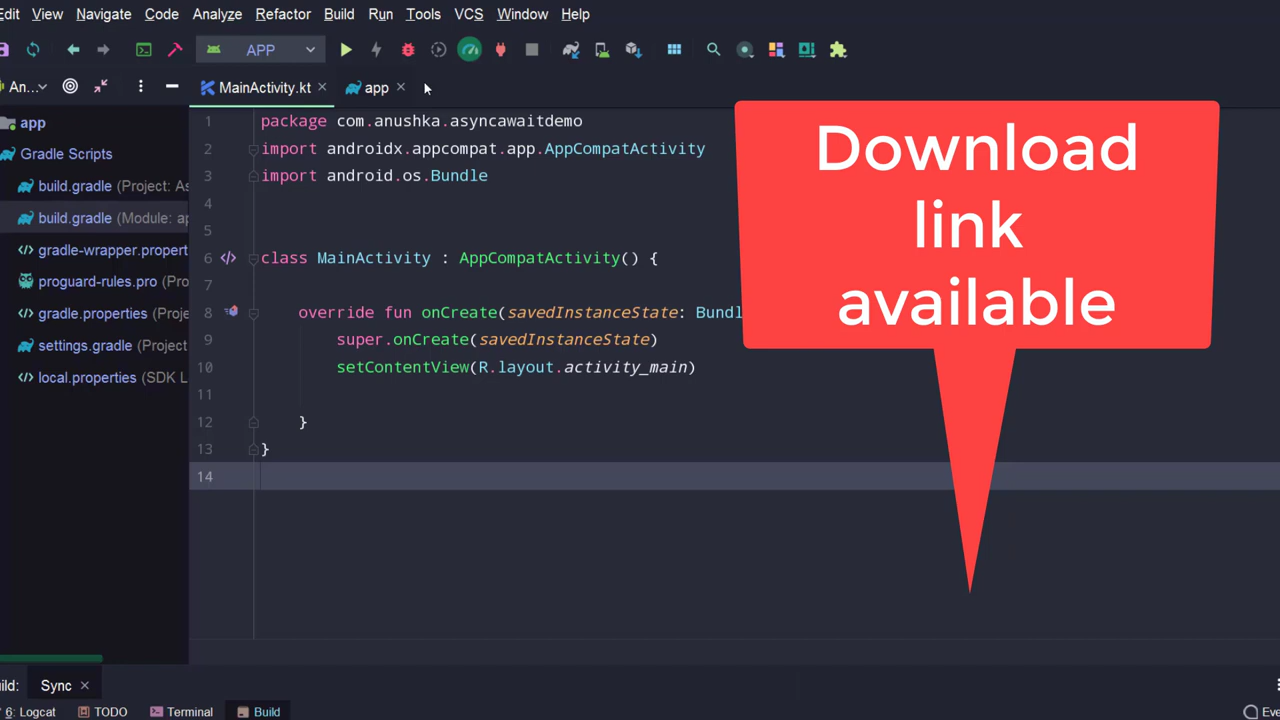 Edit View Navigate Code Analyze Refactor Build Run Tools VCS Window Help
APP
An...
MainActivity.kt
app
app
Gradle Scripts
build.gradle (Project: As
build.gradle (Module: ap
gradle-wrapper.propert
proguard-rules.pro (Pro
gradle.properties (Project
settings.gradle (Project
local.properties (SDK L
1 package com.anushka.asyncawaitdemo
2 import androidx.appcompat.app.AppCompatActivity
3 import android.os.Bundle
4
5
6 class MainActivity : AppCompatActivity() {
7
8 override fun onCreate(savedInstanceState: Bundl
9 super.onCreate(savedInstanceState)
10 setContentView(R.layout.activity_main)
11
12 }
13 }
14
Download
link
available
ild: Sync
6: Logcat TODO Terminal Build Eve